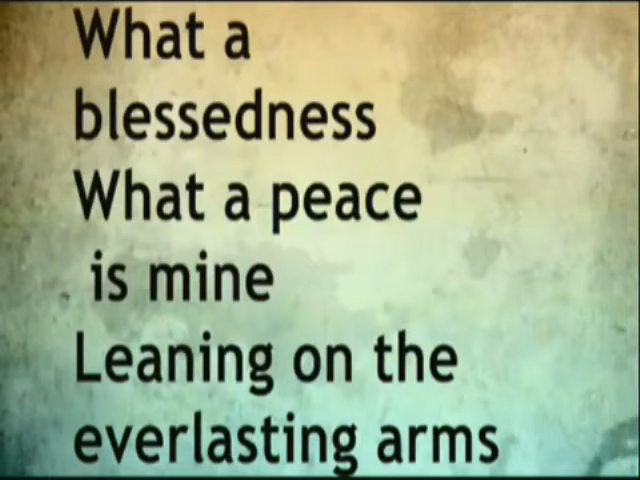 What a
blessedness
What a peace
is mine
Leaning on the
everlasting arms